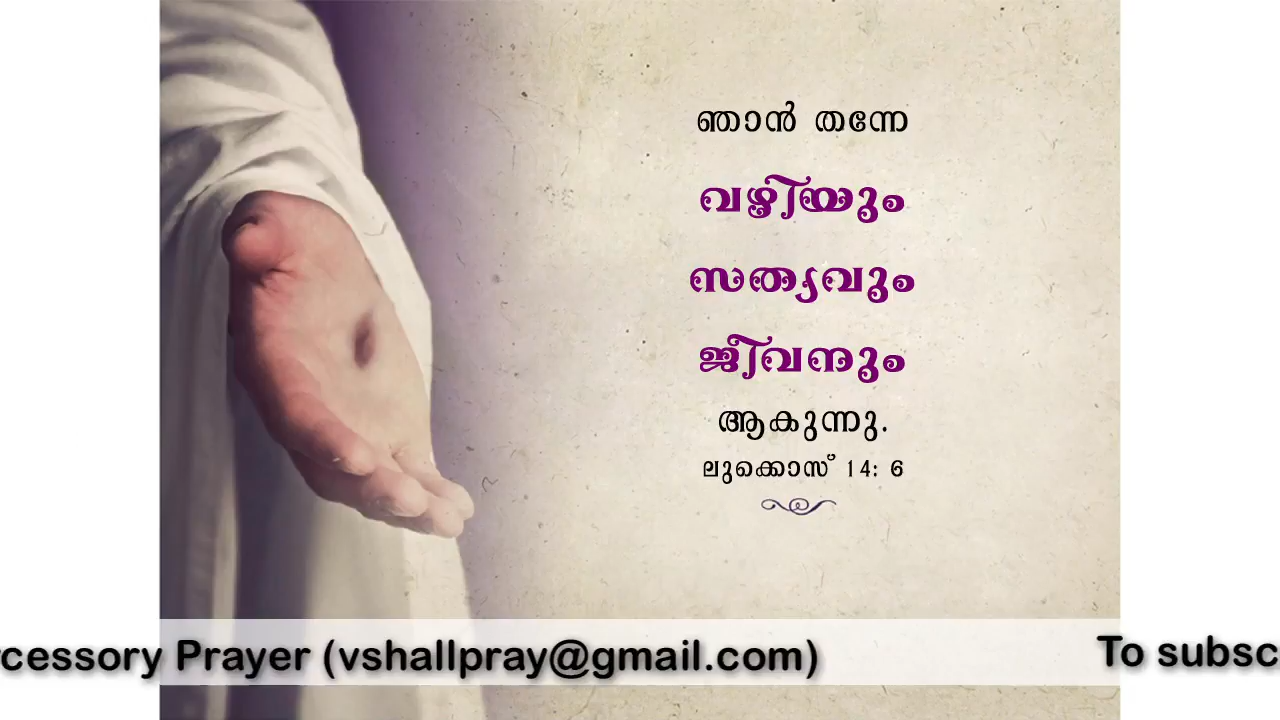 ഞാൻ തന്നേ
വഴിയും
സത്യവും
ജീവനും
ആകുന്നു.
ലുക്കൊസ് 14: 6
rcessory Prayer (vshallpray@gmail.com) To subsc